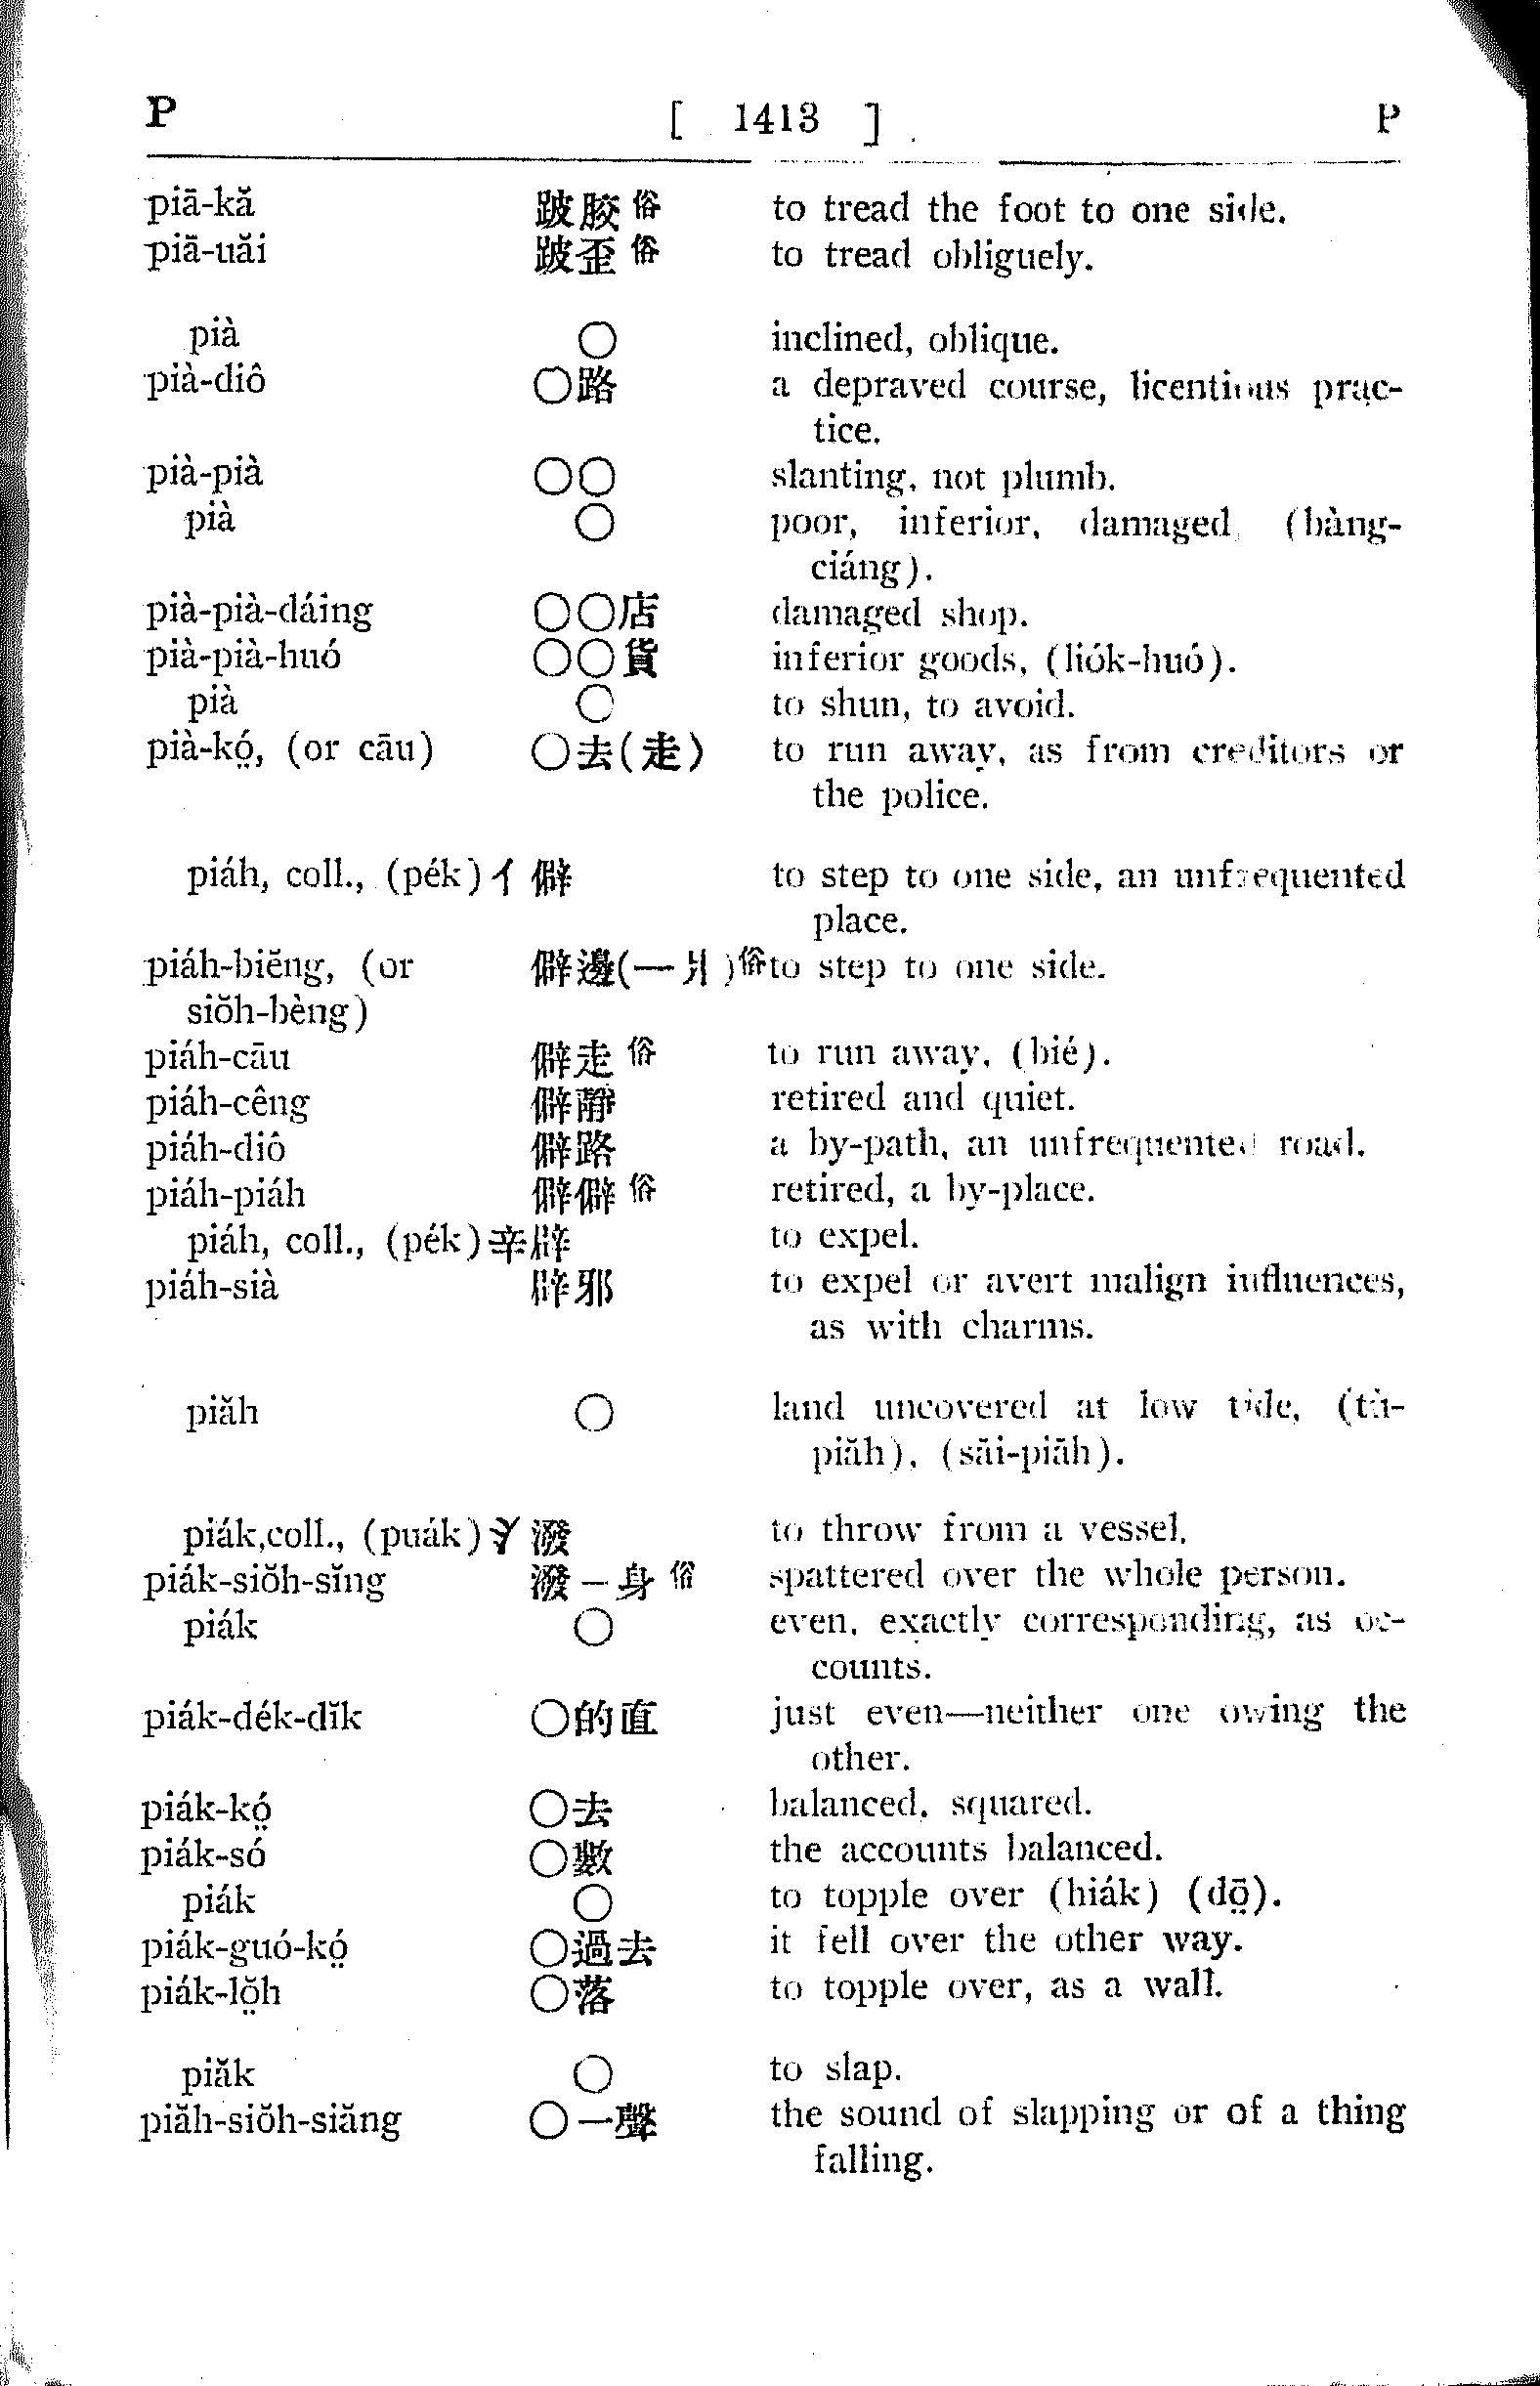 P [ 1413 ] P
piā-kă 跛骹俗 to tread the foot to one side.
piā-uăi 跛歪俗 to tread obliguely.
pià ○ inclined, oblique.
pià-diô ○路 a depraved course, licentious prac-
tice.
pià-pià ○○ slanting, not plumb.
pià ○ poor, inferior, damaged, (bàng-
ciáng).
pià-pià-dáing ○○店 damaged shop.
pià-pià-huó ○○貨 inferior goods, (liók-huó).
pià ○ to shun, to avoid.
pià-kó̤, (or cāu) ○去(走) to run away, as from creditors or
the police.
piáh, coll., (pék) 亻 僻 to step to one side, an unfrequented
place.
piáh-biĕng, (or 僻邊(一爿)俗 to step to one side.
siŏh-bèng)
piáh-cāu 僻走俗 to run away, (bié).
piáh-cêng 僻靜 retired and quiet.
piáh-diô 僻路 a by-path, an unfrequented road.
piáh-piáh 僻僻俗 retired, a by-place.
piáh, coll., (pék) 辛 辟 to expel.
piáh-sià 辟邪 to expel or avert malign influences,
as with charms.
piăh ○ land uncovered at low tide, (tù-
piăh), (sāi-piăh).
piák,coll., (puák) 氵 潑 to throw from a vessel.
piák-siŏh-sĭng 潑一身俗 spattered over the whole person.
piák ○ even, exactly corresponding, as oc-
counts.
piák-dék-dĭk ○的直 just even—neither one owing the
other.
piák-kó̤ ○去 balanced, squared.
piák-só ○數 the accounts balanced.
piák ○ to topple over (hiák) (dō̤).
piák-guó-kó̤ ○過去 it fell over the other way.
piák-lŏ̤h ○落 to topple over, as a wall.
piăk ○ to slap.
piăh-siŏh-siăng ○一聲 the sound of slapping or of a thing
falling.